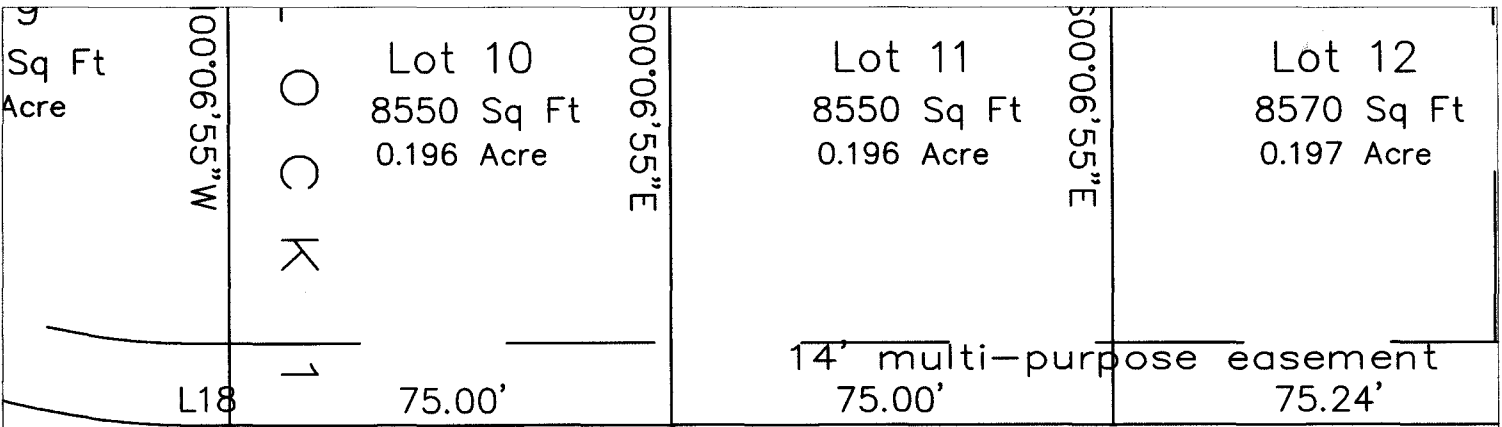 9
Sq Ft
Acre
00°06'55"W
OCK 1
Lot 10
8550 Sq Ft
0.196 Acre
S00°06'55"E
Lot 11
8550 Sq Ft
0.196 Acre
S00°06'55"E
Lot 12
8570 Sq Ft
0.197 Acre
14' multi-purpose easement
L18
75.00'
75.00'
75.24'